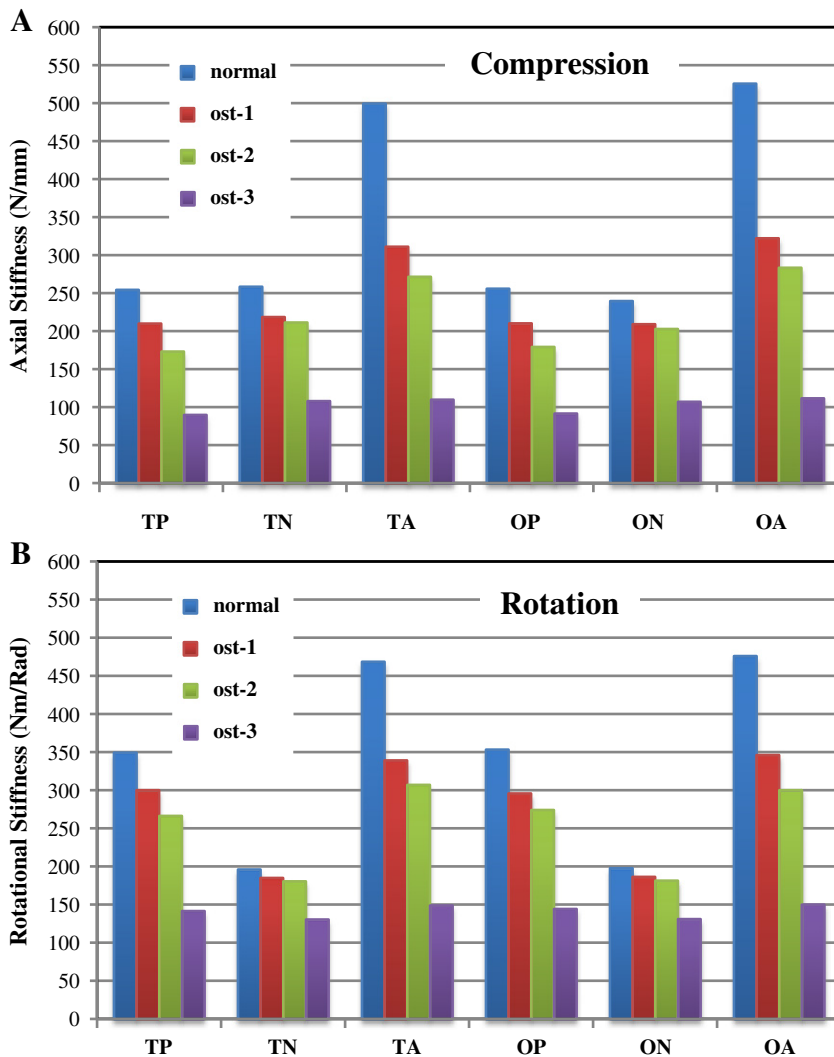 A
Compression
normal
ost-1
ost-2
ost-3
Axial Stiffness (N/mm)
600
550
500
450
400
350
300
250
200
150
100
50
0
TP TN TA OP ON OA
B
Rotation
normal
ost-1
ost-2
ost-3
Rotational Stiffness (Nm/Rad)
600
550
500
450
400
350
300
250
200
150
100
50
0
TP TN TA OP ON OA